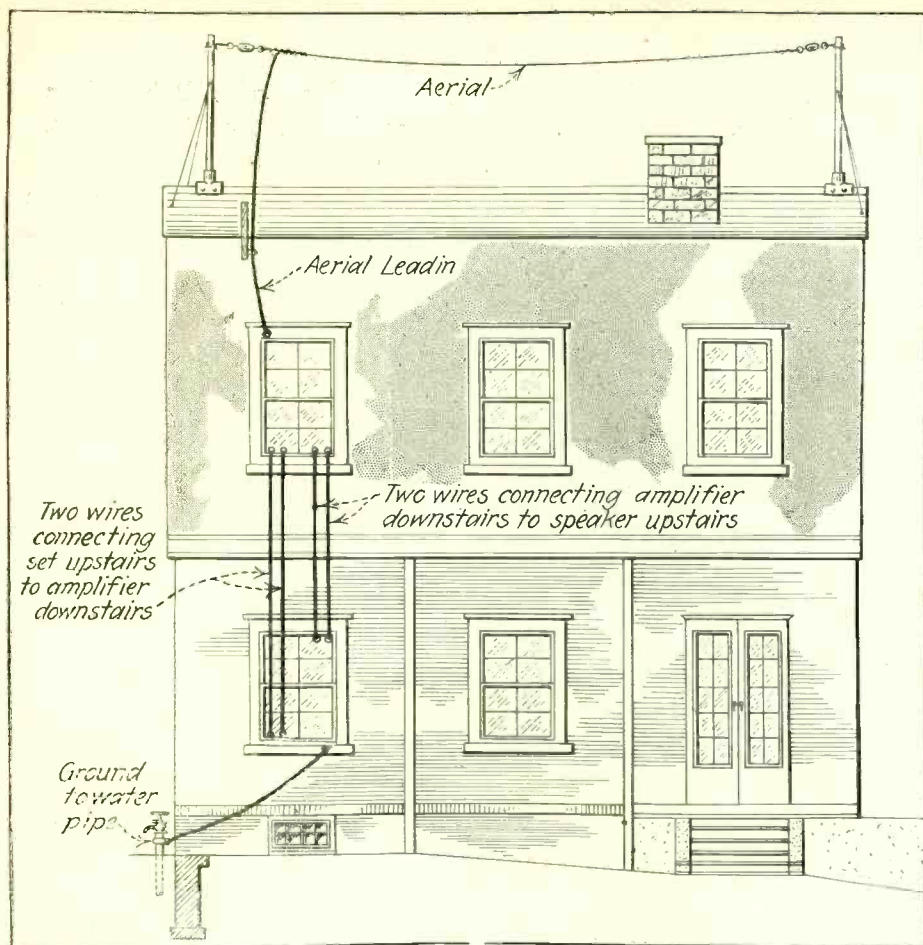 Aerial
Aerial Leadin
Two wires connecting amplifier
downstairs to speaker upstairs
Two wires
connecting
set upstairs
to amplifier
downstairs
Ground
to water
pipe